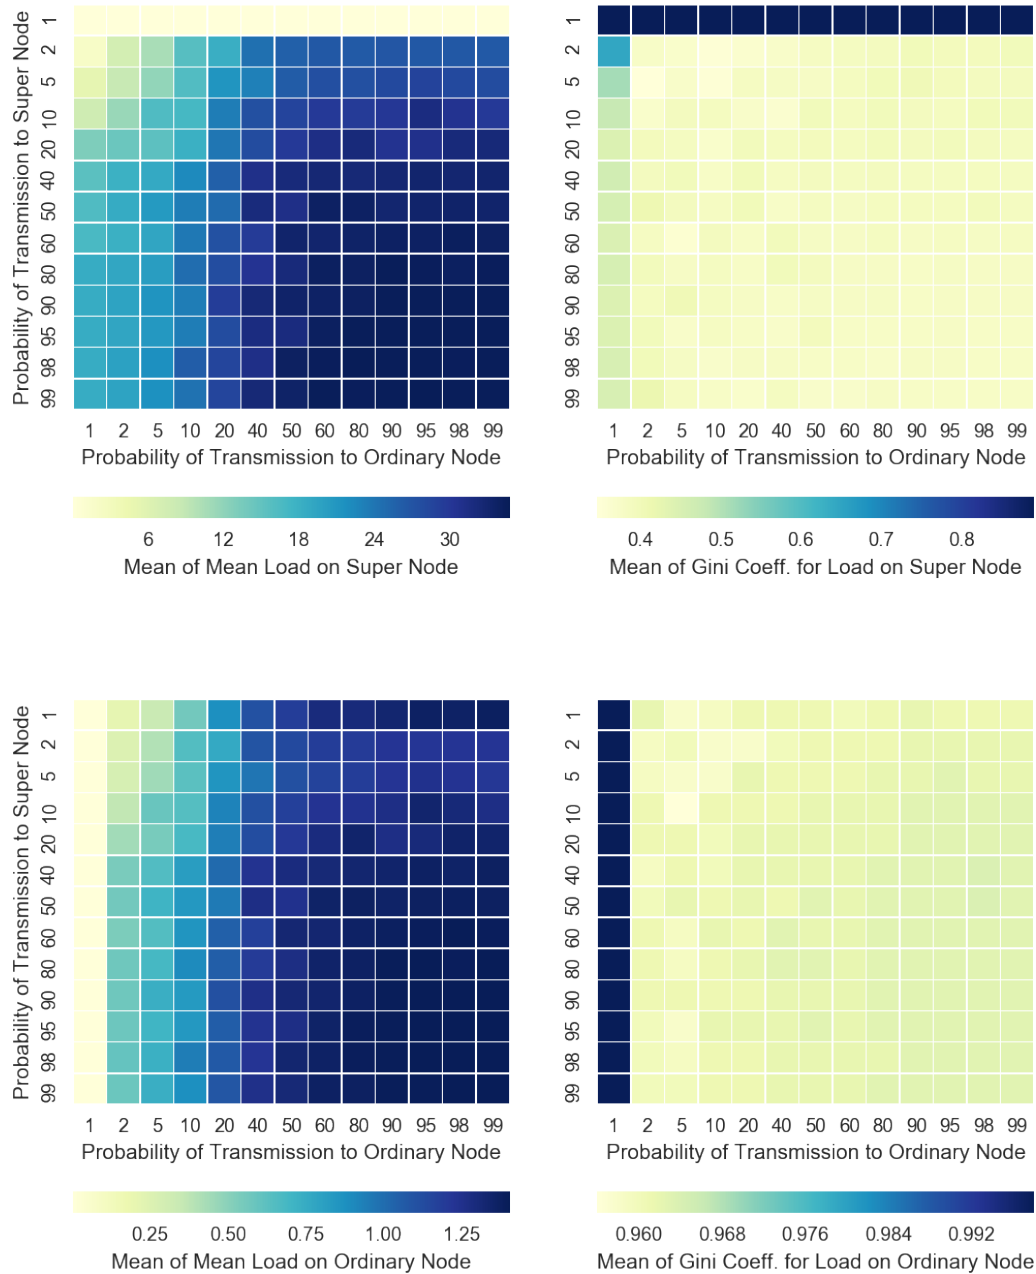 Probability of Transmission to Super Node
1
2
5
10
20
40
50
60
80
90
95
98
99
1 2 5 10 20 40 50 60 80 90 95 98 99
Probability of Transmission to Ordinary Node
6 12 18 24 30
Mean of Mean Load on Super Node
1
2
5
10
20
40
50
60
80
90
95
98
99
1 2 5 10 20 40 50 60 80 90 95 98 99
Probability of Transmission to Ordinary Node
0.4 0.5 0.6 0.7 0.8
Mean of Gini Coeff. for Load on Super Node
Probability of Transmission to Super Node
1
2
5
10
20
40
50
60
80
90
95
98
99
1 2 5 10 20 40 50 60 80 90 95 98 99
Probability of Transmission to Ordinary Node
0.25 0.50 0.75 1.00 1.25
Mean of Mean Load on Ordinary Node
1
2
5
10
20
40
50
60
80
90
95
98
99
1 2 5 10 20 40 50 60 80 90 95 98 99
Probability of Transmission to Ordinary Node
0.960 0.968 0.976 0.984 0.992
Mean of Gini Coeff. for Load on Ordinary Node